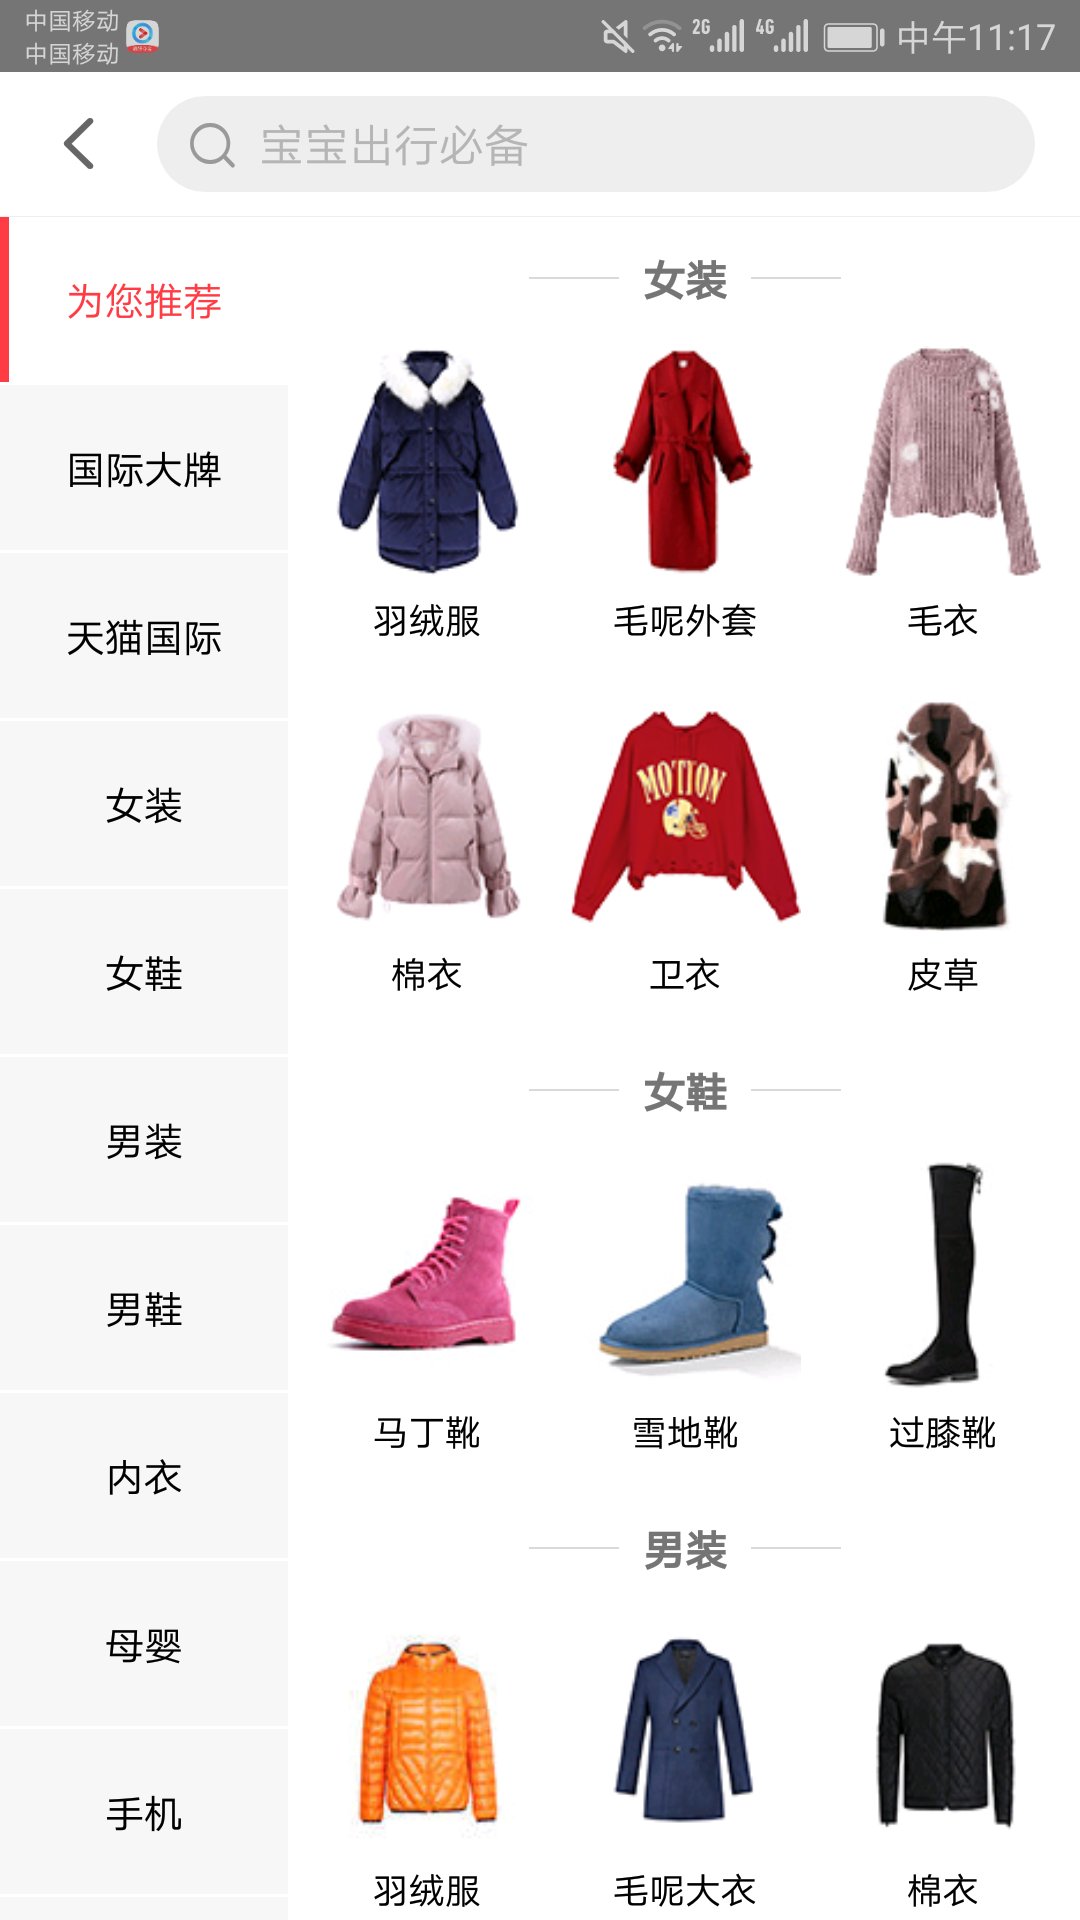 中国移动
中国移动
2G
4G
中午11:17
宝宝出行必备
为您推荐
国际大牌
天猫国际
女装
女鞋
男装
男鞋
内衣
母婴
手机
女装
羽绒服
毛呢外套
毛衣
MOTION
棉衣
卫衣
皮草
女鞋
马丁靴
雪地靴
过膝靴
男装
羽绒服
毛呢大衣
棉衣